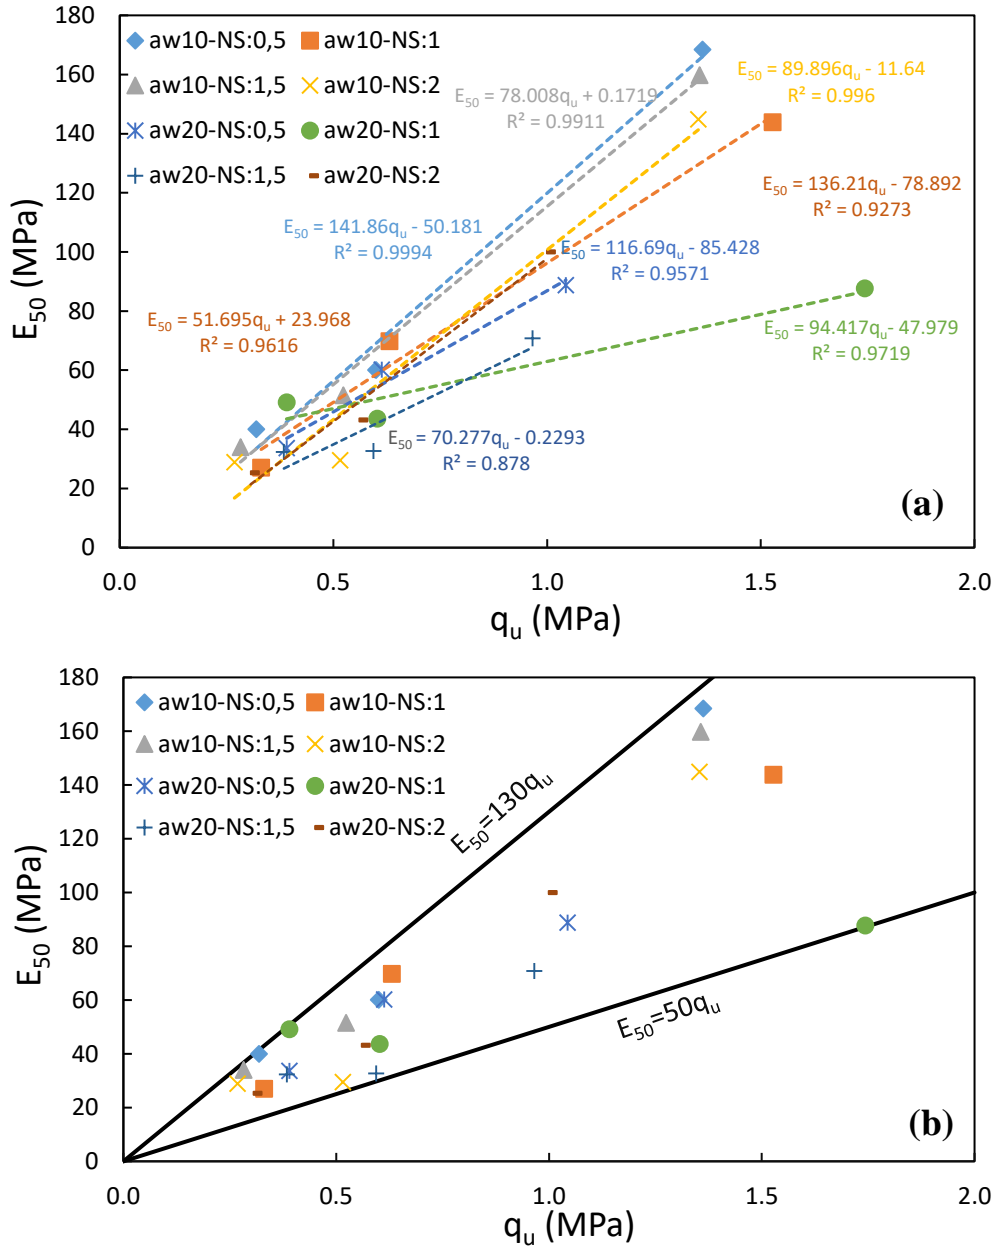 180
160
140
120
100
80
60
40
20
0
E50 (MPa)
aw10-NS:0,5 aw10-NS:1
aw10-NS:1,5 aw10-NS:2
aw20-NS:0,5 aw20-NS:1
aw20-NS:1,5 aw20-NS:2
E50 = 89.896qu - 11.64
R² = 0.996
E50 = 78.008qu + 0.1719
R² = 0.9911
E50 = 136.21qu - 78.892
R² = 0.9273
E50 = 141.86qu - 50.181
R² = 0.9994
E50 = 116.69qu - 85.428
R² = 0.9571
E50 = 51.695qu + 23.968
R² = 0.9616
E50 = 94.417qu - 47.979
R² = 0.9719
E50 = 70.277qu - 0.2293
R² = 0.878
(a)
0.0 0.5 1.0 1.5 2.0
qu (MPa)
180
160
140
120
100
80
60
40
20
0
E50 (MPa)
aw10-NS:0,5 aw10-NS:1
aw10-NS:1,5 aw10-NS:2
aw20-NS:0,5 aw20-NS:1
aw20-NS:1,5 aw20-NS:2
E50=130qu
E50=50qu
(b)
0.0 0.5 1.0 1.5 2.0
qu (MPa)